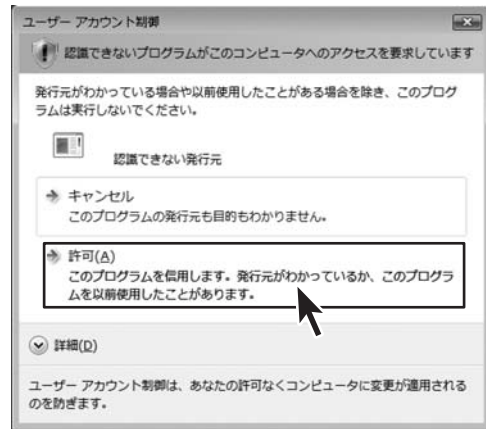 ユーザー アカウント制御
認識できないプログラムがこのコンピュータへのアクセスを要求しています
発行元がわかっている場合や以前使用したことがある場合を除き、このプログ
ラムは実行しないでください。
認識できない発行元
キャンセル
このプログラムの発行元も目的もわかりません。
許可(A)
このプログラムを信用します。発行元がわかっているか、このプログラ
ムを以前使用したことがあります。
詳細(D)
ユーザー アカウント制御は、あなたの許可なくコンピュータに変更が適用される
のを防ぎます。